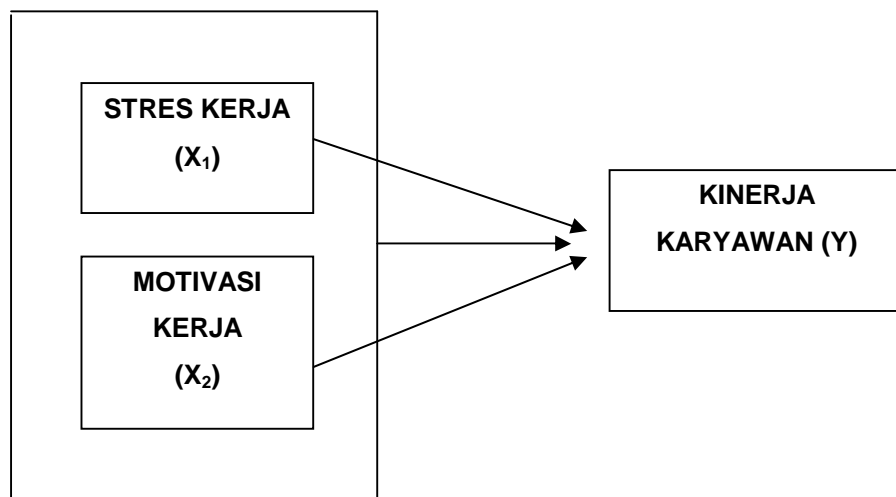 STRES KERJA
(X₁)
MOTIVASI
KERJA
(X₂)
KINERJA
KARYAWAN (Y)